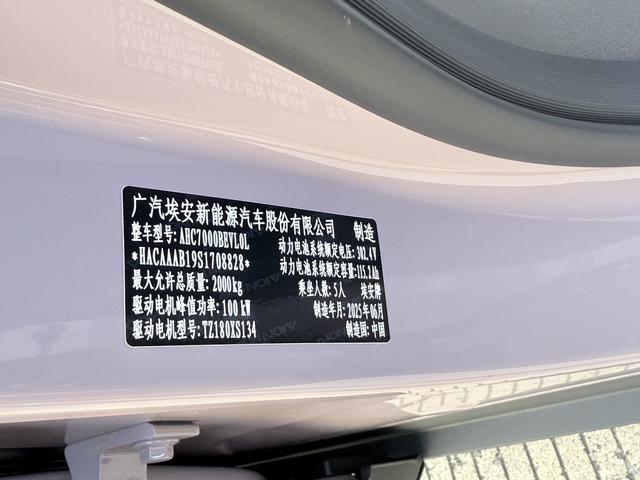 广汽埃安新能源汽车股份有限公司 制造
整车型号: AHC7000BEVL0L 动力电池系统额定电压: 302.4V
*HACAAAB19S1708828* 动力电池系统额定容量: 115.2Ah
最大允许总质量: 2000kg 乘坐人数: 5人 埃安牌
驱动电机峰值功率: 100 kW 制造年月: 2025年06月
驱动电机型号: TZ180XS134 制造国: 中国